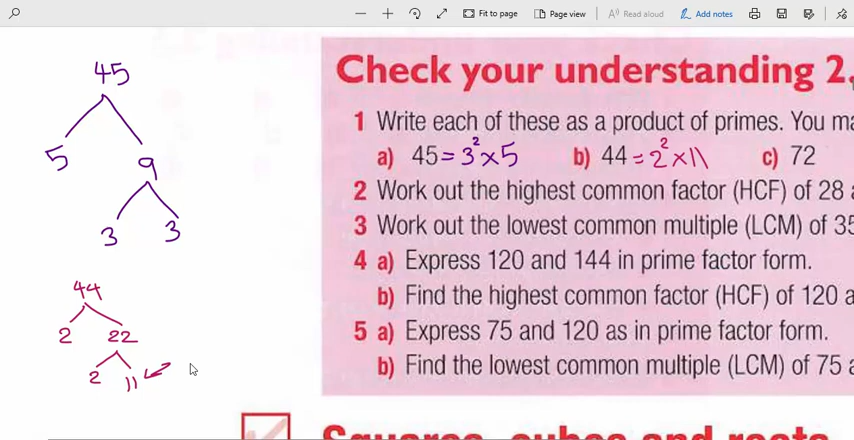 Fit to page
Page view
Read aloud
Add notes
45
5 9
3 3
44
2 22
2 11
Check your understanding 2.
1 Write each of these as a product of primes. You
a) 45 = 3² × 5 b) 44 = 2² × 11 c) 72
2 Work out the highest common factor (HCF) of 28
3 Work out the lowest common multiple (LCM) of 35
4 a) Express 120 and 144 in prime factor form.
b) Find the highest common factor (HCF) of 120
5 a) Express 75 and 120 as in prime factor form.
b) Find the lowest common multiple (LCM) of 75
Squares, cubes and roots